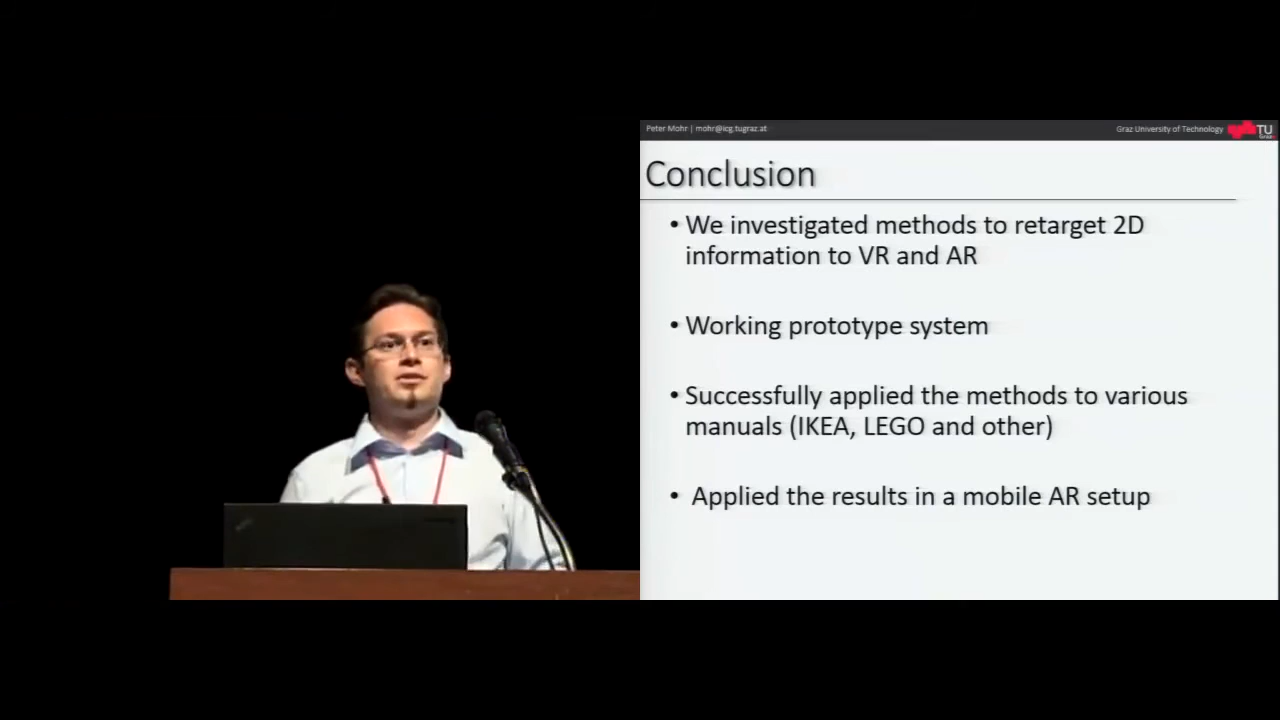 Peter Mohr | mohr@icg.tugraz.at
Graz University of Technology
TU
Graz
Conclusion
• We investigated methods to retarget 2D
information to VR and AR
• Working prototype system
• Successfully applied the methods to various
manuals (IKEA, LEGO and other)
• Applied the results in a mobile AR setup